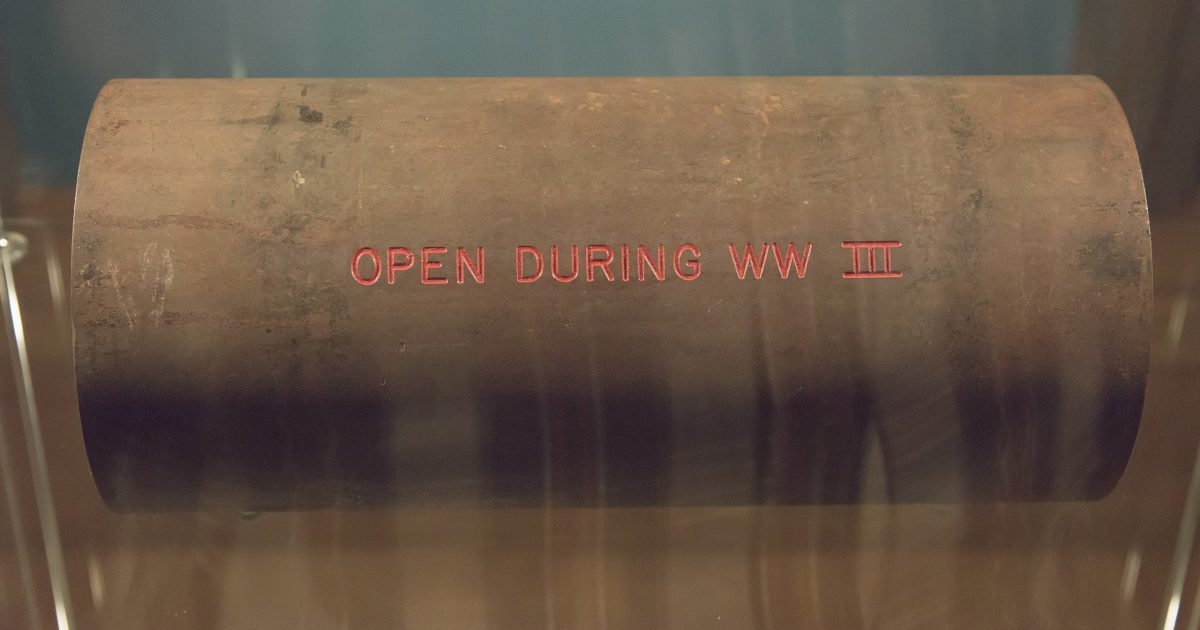 OPEN DURING WW III